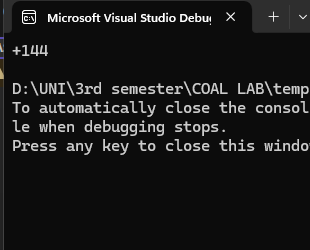 Microsoft Visual Studio Debu
+144
D:\UNI\3rd semester\COAL LAB\temp
To automatically close the consol
le when debugging stops.
Press any key to close this windo